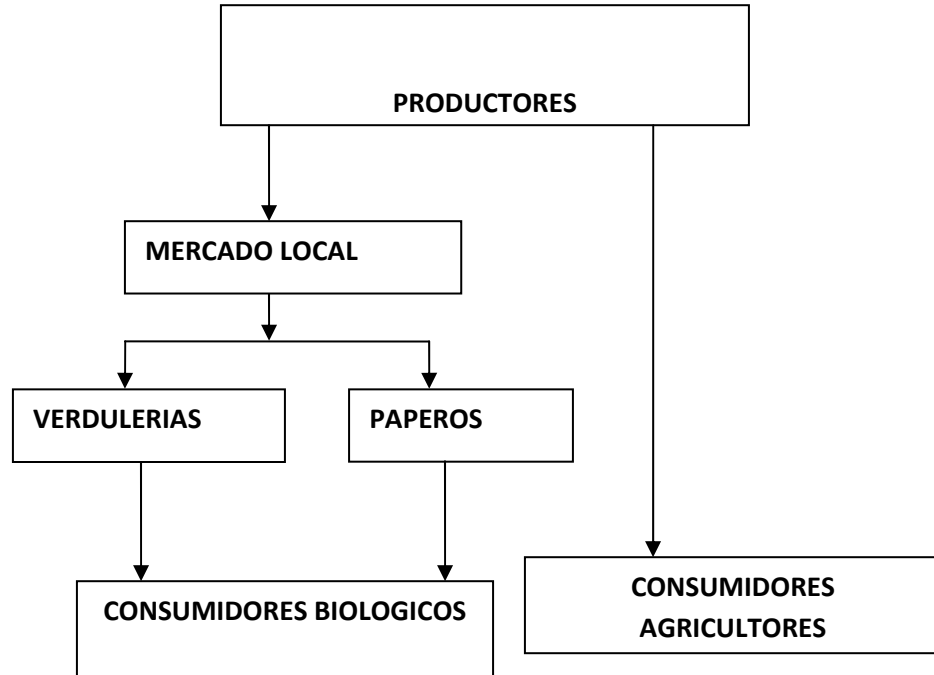 PRODUCTORES
MERCADO LOCAL
VERDULERIAS
PAPEROS
CONSUMIDORES BIOLOGICOS
CONSUMIDORES
AGRICULTORES